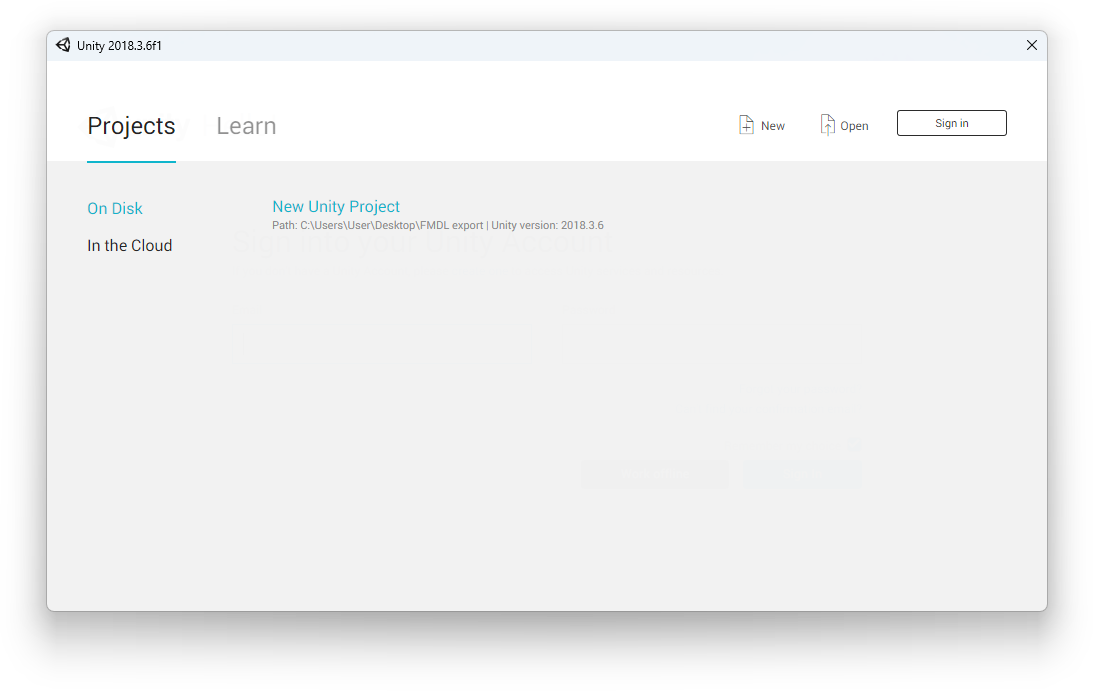 Unity 2018.3.6f1
Projects
Learn
New
Open
Sign in
On Disk
In the Cloud
New Unity Project
Path: C:\Users\User\Desktop\FMDL export | Unity version: 2018.3.6
Sign into your Unity Account